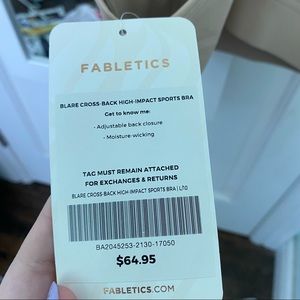 FABLETICS
BLARE CROSS-BACK HIGH-IMPACT SPORTS BRA
Get to know me:
- Adjustable back closure
- Moisture-wicking
TAG MUST REMAIN ATTACHED
FOR EXCHANGES & RETURNS
BLARE CROSS-BACK HIGH-IMPACT SPORTS BRA |
BA2045253-2130-17050
$64.95
FABLETICS.COM